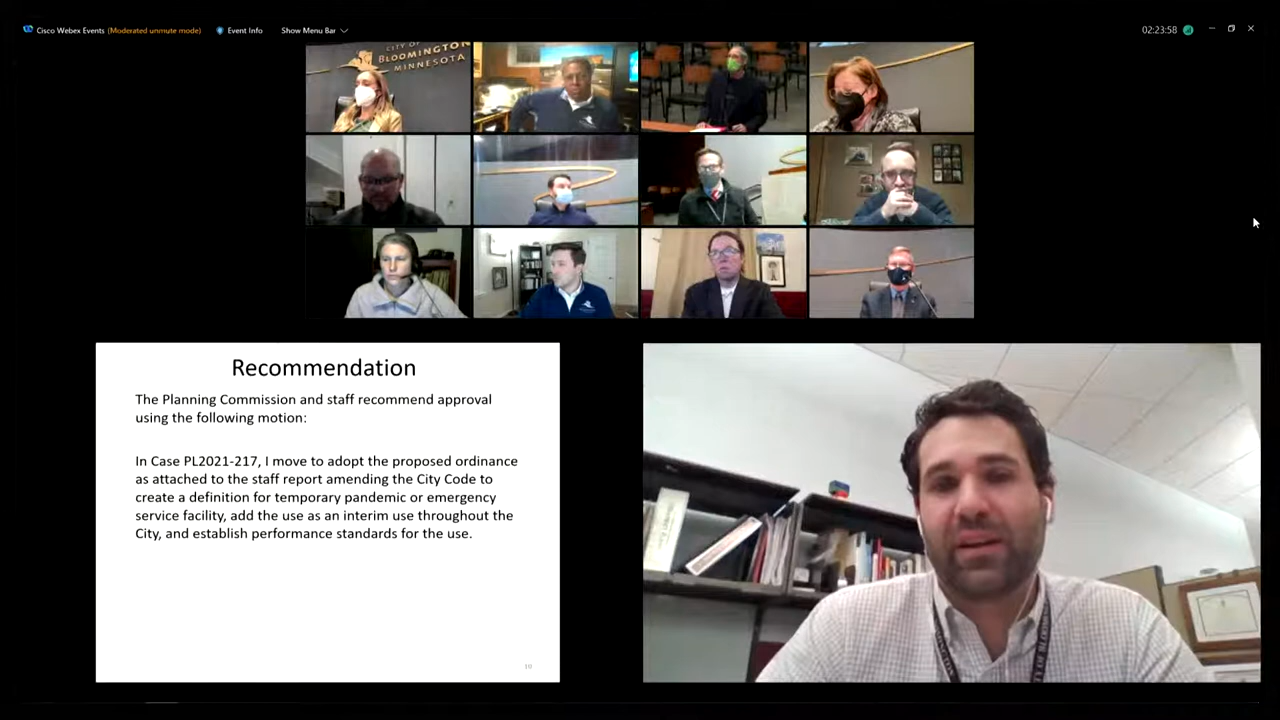 Cisco Webex Events (Moderated unmute mode) Event Info Show Menu Bar 02:23:58
CITY OF
BLOOMINGTON
MINNESOTA
Recommendation
The Planning Commission and staff recommend approval
using the following motion:
In Case PL2021-217, I move to adopt the proposed ordinance
as attached to the staff report amending the City Code to
create a definition for temporary pandemic or emergency
service facility, add the use as an interim use throughout the
City, and establish performance standards for the use.
19